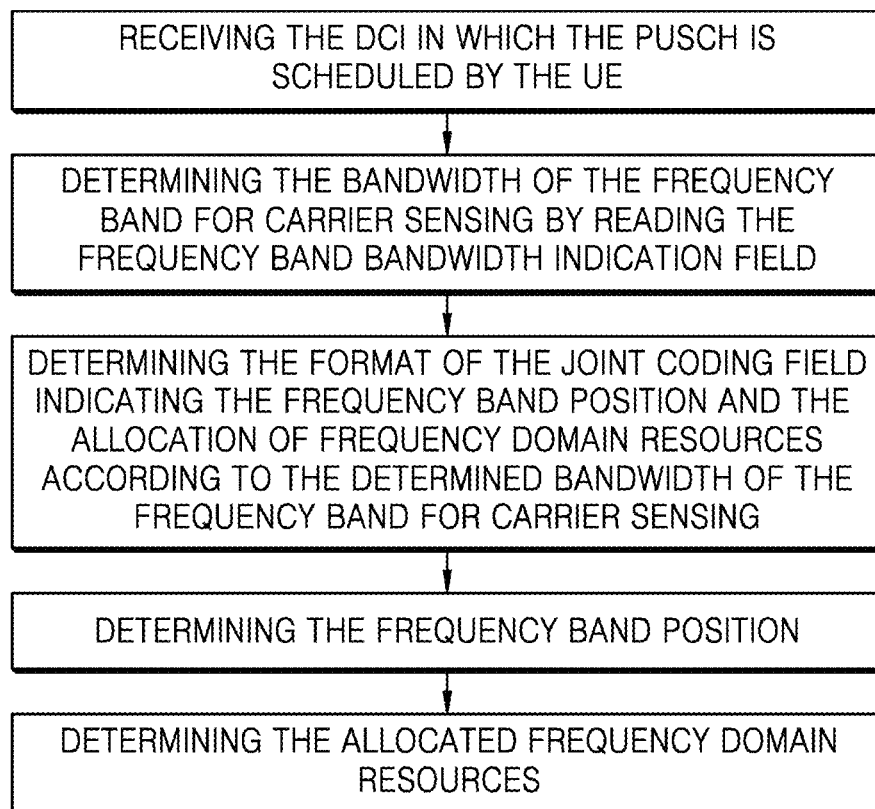 RECEIVING THE DCI IN WHICH THE PUSCH IS
SCHEDULED BY THE UE
DETERMINING THE BANDWIDTH OF THE FREQUENCY
BAND FOR CARRIER SENSING BY READING THE
FREQUENCY BAND BANDWIDTH INDICATION FIELD
DETERMINING THE FORMAT OF THE JOINT CODING FIELD
INDICATING THE FREQUENCY BAND POSITION AND THE
ALLOCATION OF FREQUENCY DOMAIN RESOURCES
ACCORDING TO THE DETERMINED BANDWIDTH OF THE
FREQUENCY BAND FOR CARRIER SENSING
DETERMINING THE FREQUENCY BAND POSITION
DETERMINING THE ALLOCATED FREQUENCY DOMAIN
RESOURCES